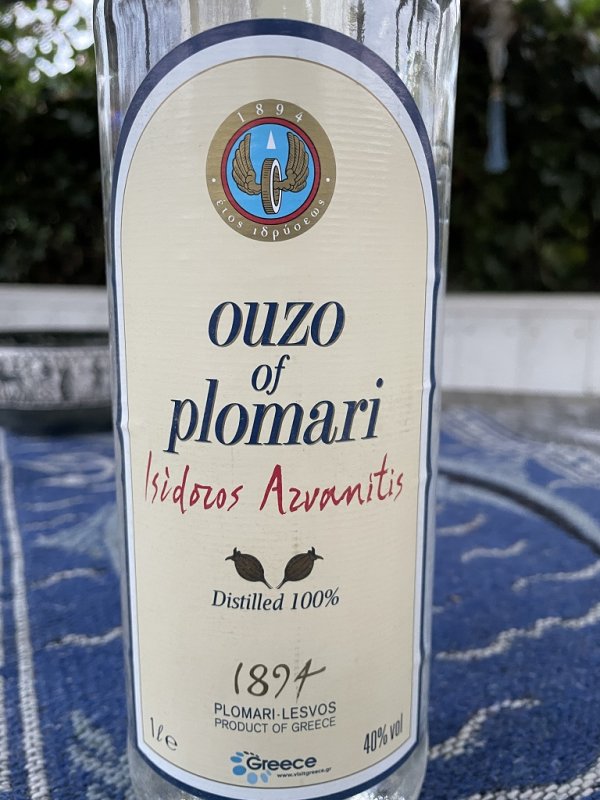 1894
• έτος ιδρύσεως •
ouzo
of
plomari
Isidoros Arvanitis
Distilled 100%
1894
PLOMARI·LESVOS
PRODUCT OF GREECE
1 l e 40% vol
Greece
www.visitgreece.gr